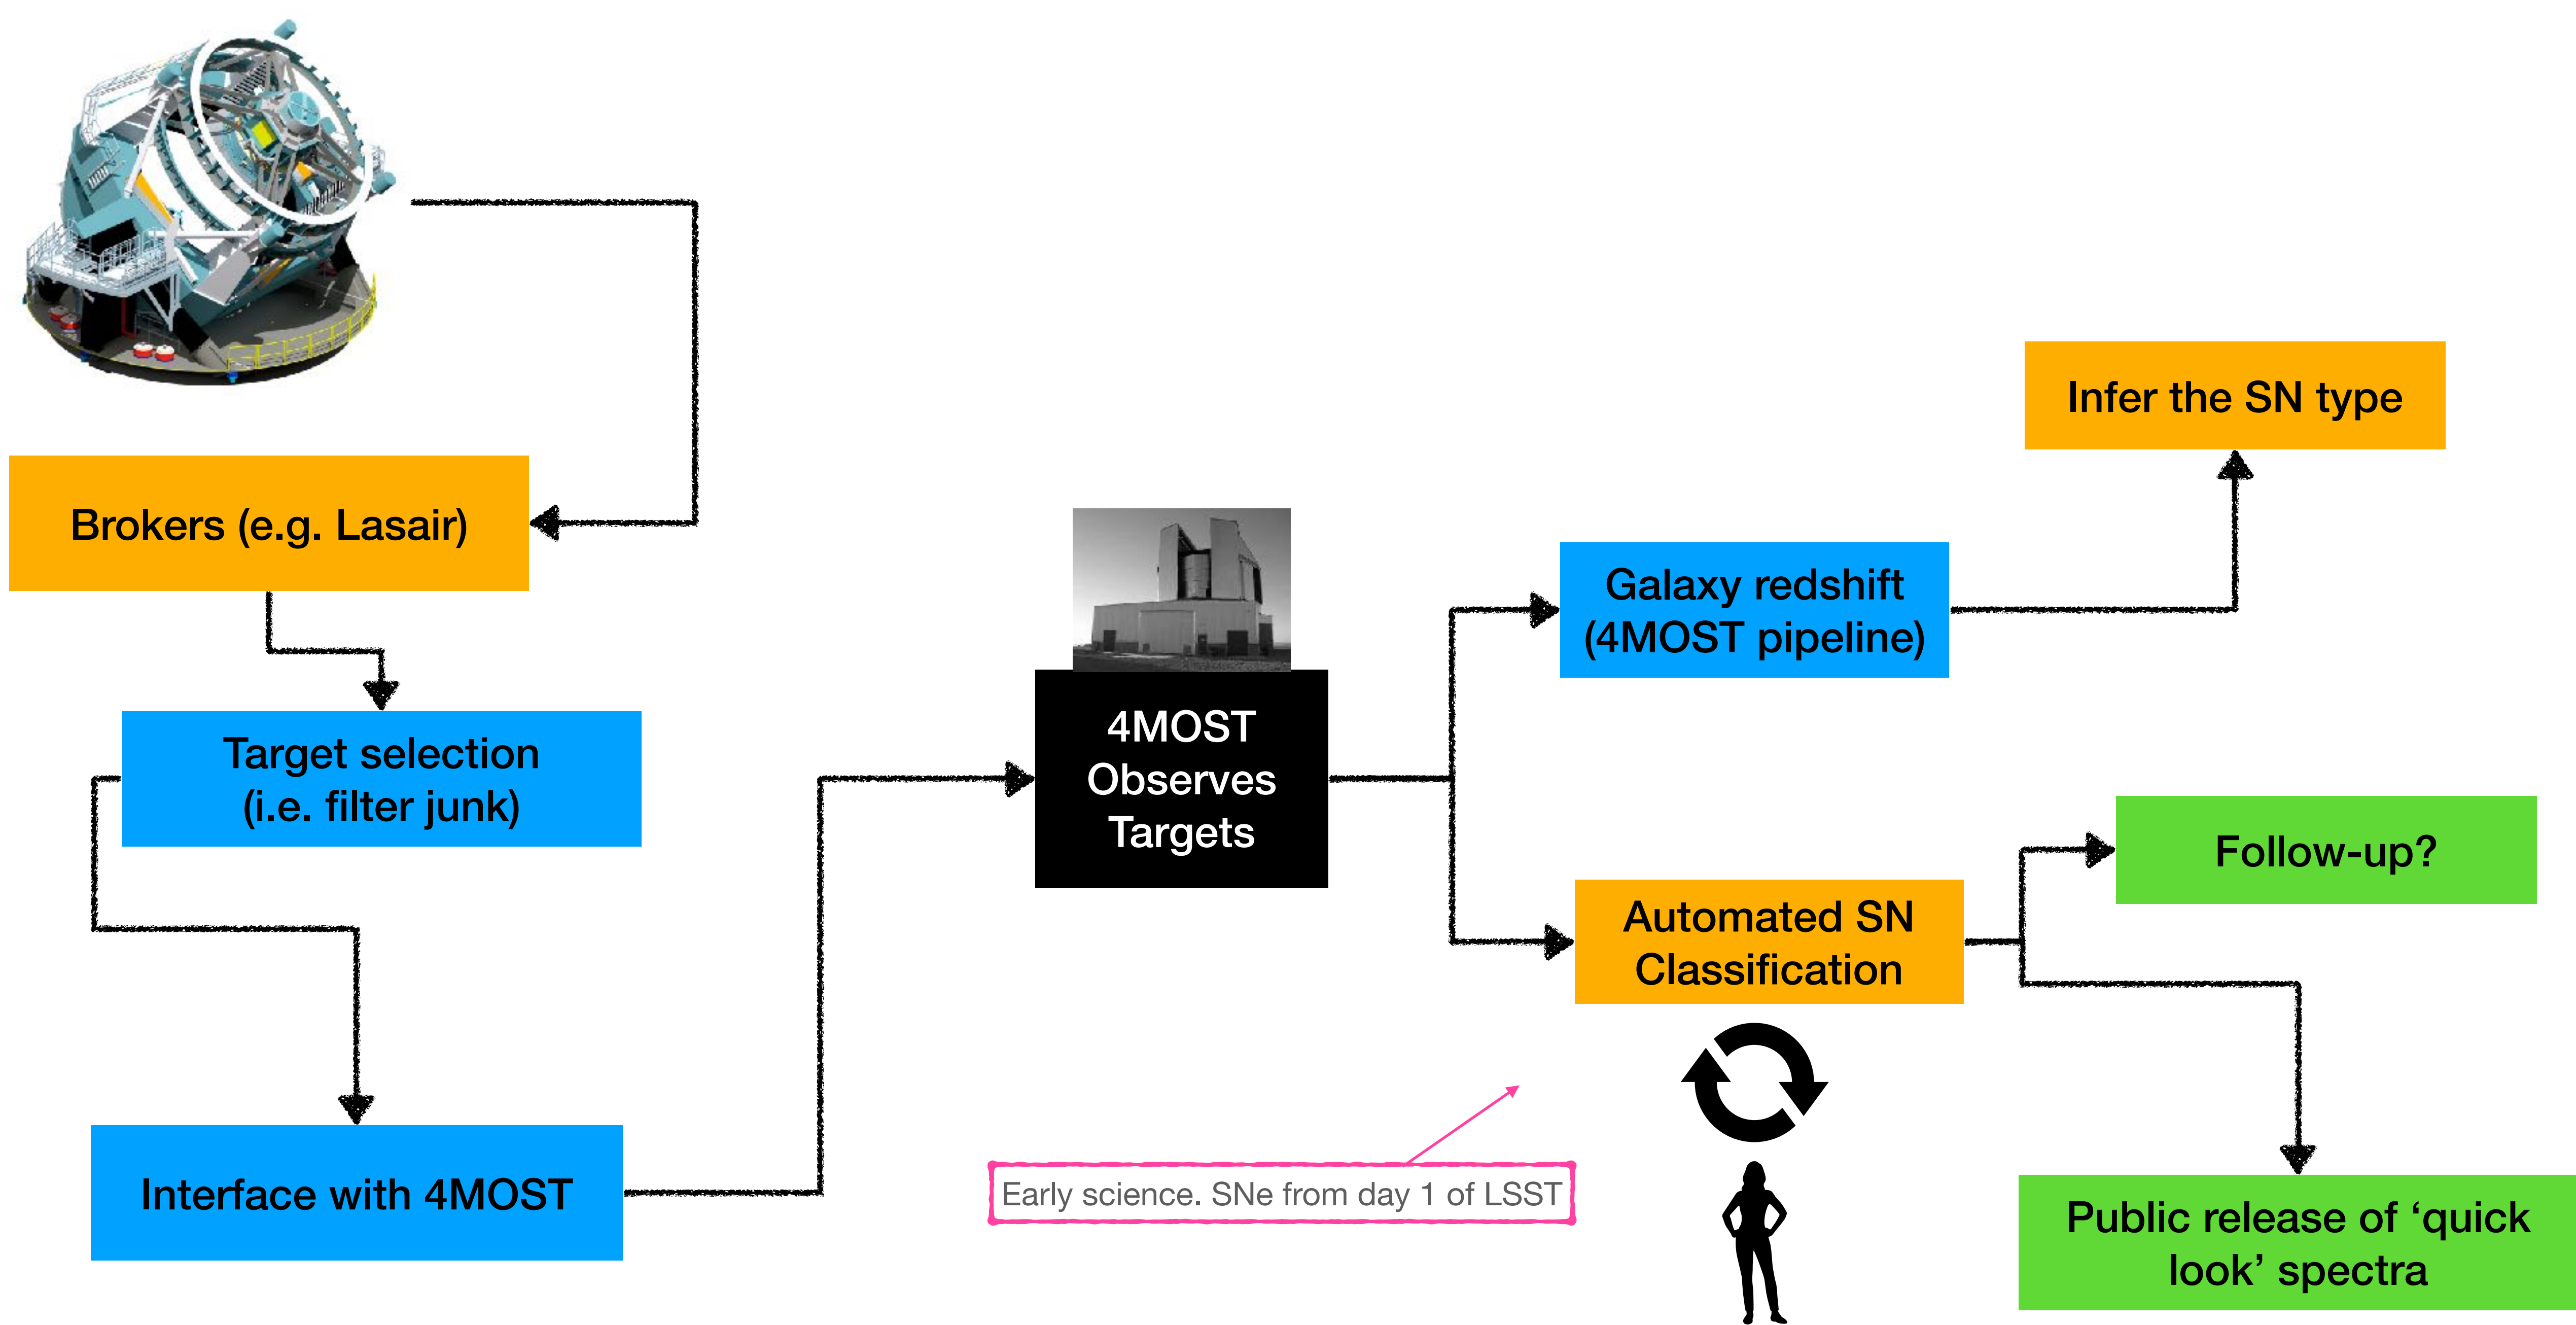 Brokers (e.g. Lasair)
Target selection
(i.e. filter junk)
Interface with 4MOST
4MOST
Observes
Targets
Early science. SNe from day 1 of LSST
Galaxy redshift
(4MOST pipeline)
Infer the SN type
Automated SN
Classification
Follow-up?
Public release of ‘quick
look’ spectra